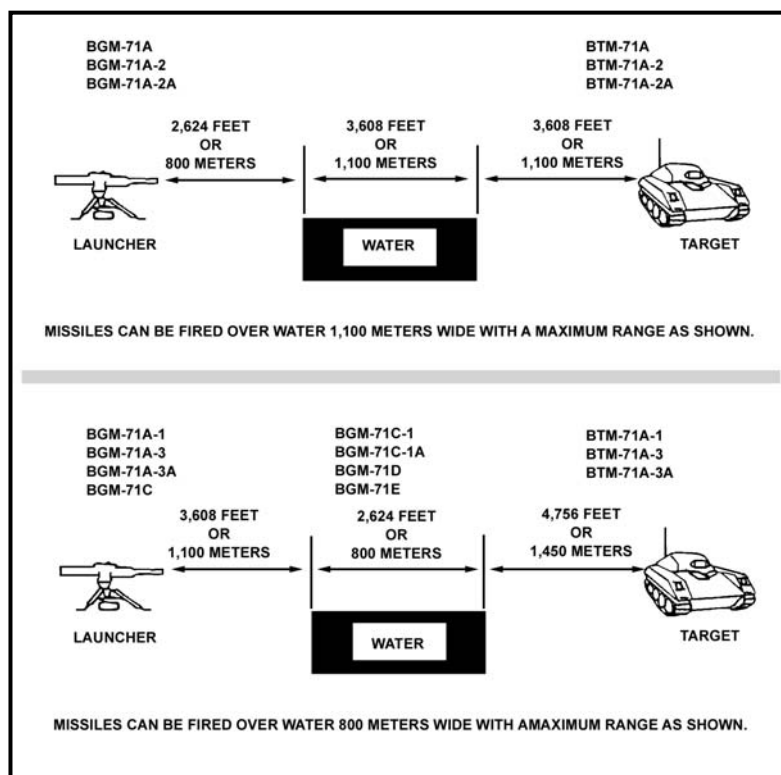 BGM-71A
BGM-71A-2
BGM-71A-2A
BTM-71A
BTM-71A-2
BTM-71A-2A
2,624 FEET
OR
800 METERS
3,608 FEET
OR
1,100 METERS
3,608 FEET
OR
1,100 METERS
LAUNCHER
WATER
TARGET
MISSILES CAN BE FIRED OVER WATER 1,100 METERS WIDE WITH A MAXIMUM RANGE AS SHOWN.
BGM-71A-1
BGM-71A-3
BGM-71A-3A
BGM-71C
BGM-71C-1
BGM-71C-1A
BGM-71D
BGM-71E
BTM-71A-1
BTM-71A-3
BTM-71A-3A
3,608 FEET
OR
1,100 METERS
2,624 FEET
OR
800 METERS
4,756 FEET
OR
1,450 METERS
LAUNCHER
WATER
TARGET
MISSILES CAN BE FIRED OVER WATER 800 METERS WIDE WITH AMAXIMUM RANGE AS SHOWN.